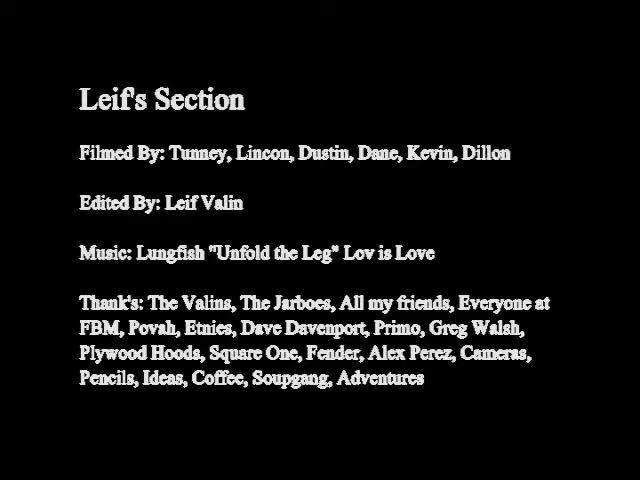 Leif's Section
Filmed By: Tunney, Lincon, Dustin, Dane, Kevin, Dillon
Edited By: Leif Valin
Music: Lungfish "Unfold the Leg" Lov is Love
Thank's: The Valins, The Jarboes, All my friends, Everyone at
FBM, Povah, Etnies, Dave Davenport, Primo, Greg Walsh,
Plywood Hoods, Square One, Fender, Alex Perez, Cameras,
Pencils, Ideas, Coffee, Soupgang, Adventures